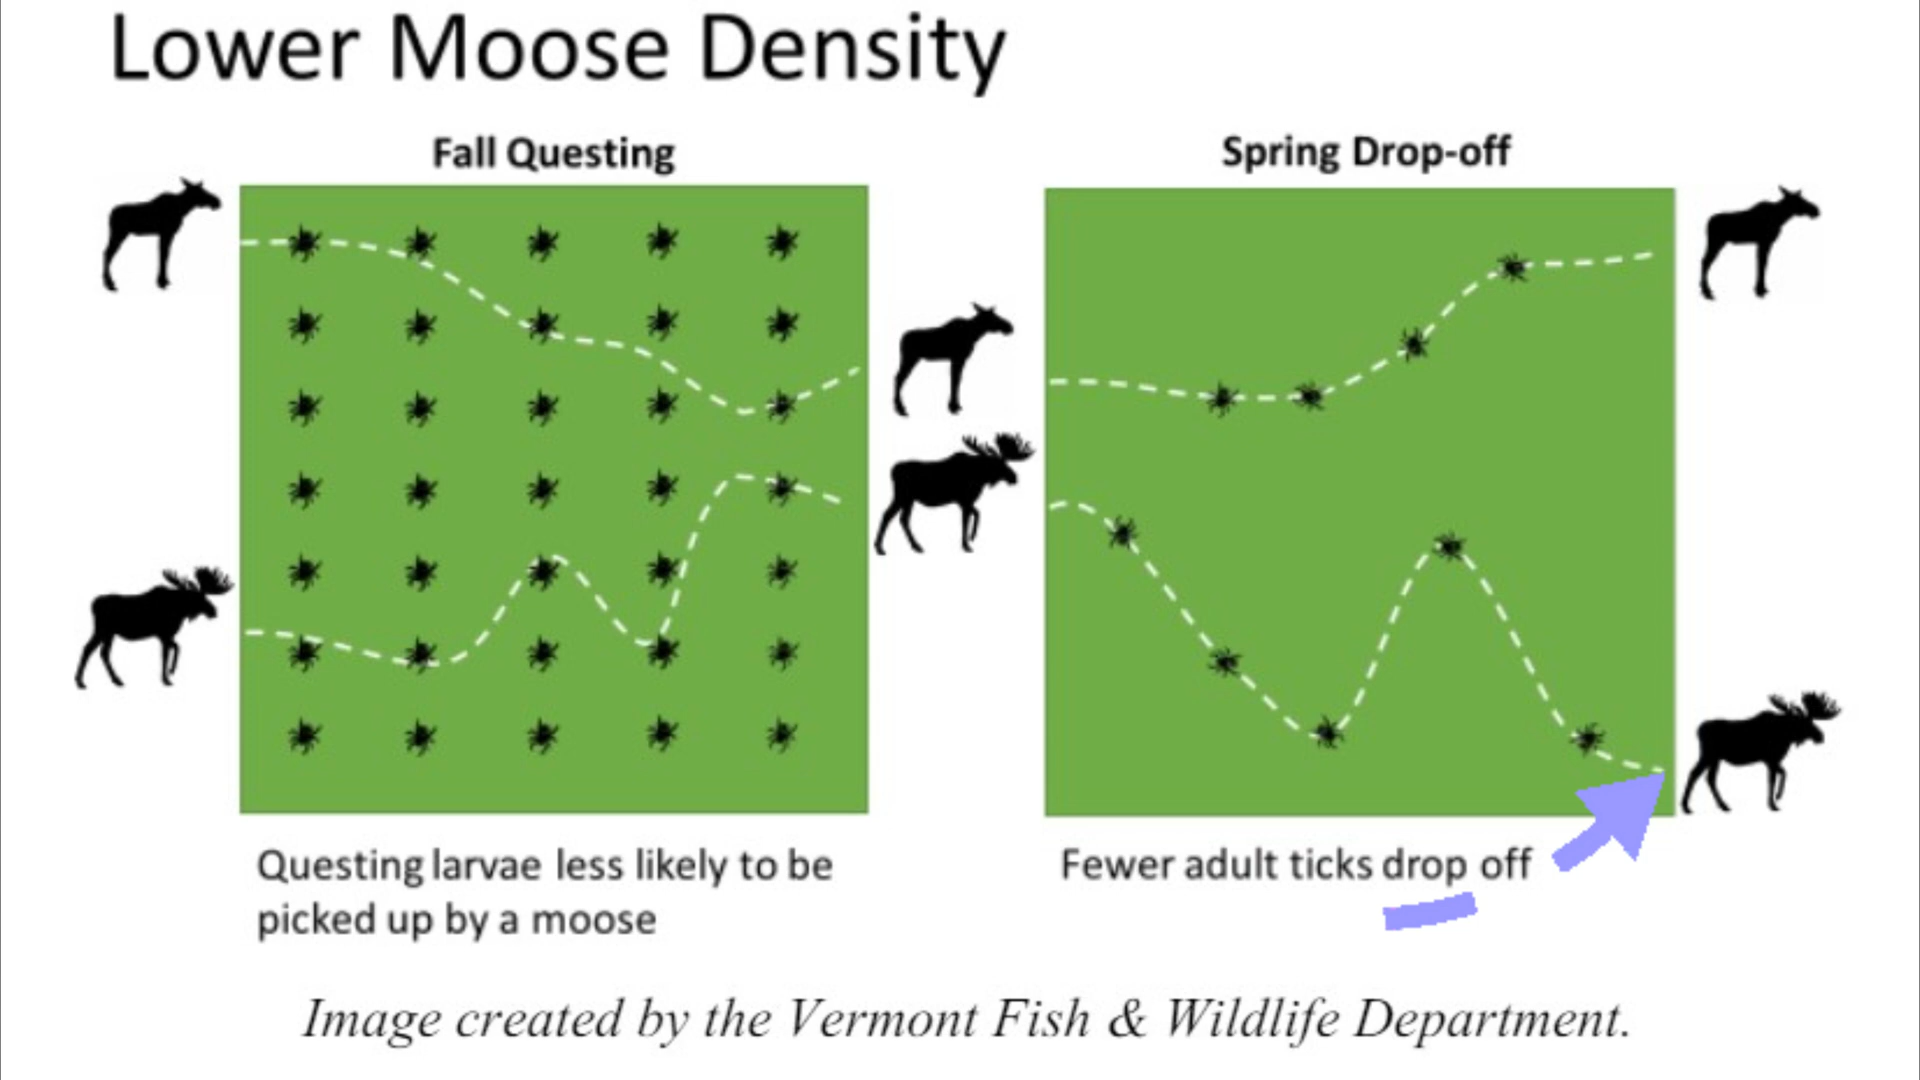 Lower Moose Density
Fall Questing
Spring Drop-off
Questing larvae less likely to be
picked up by a moose
Fewer adult ticks drop off
Image created by the Vermont Fish & Wildlife Department.